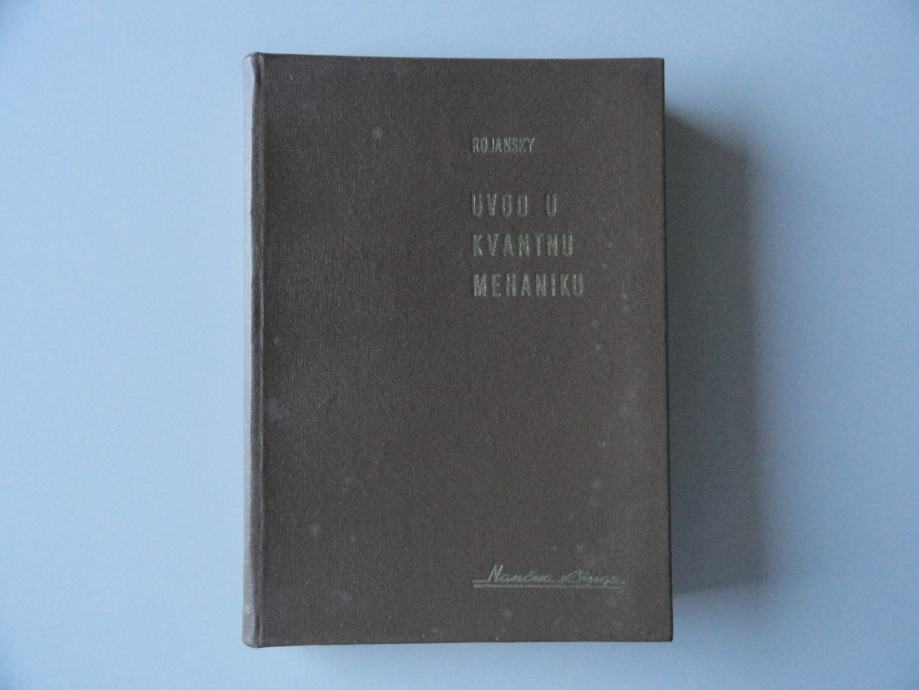 ROJANSKY
UVOD U
KVANTNU
MEHANIKU
Naučna knjiga